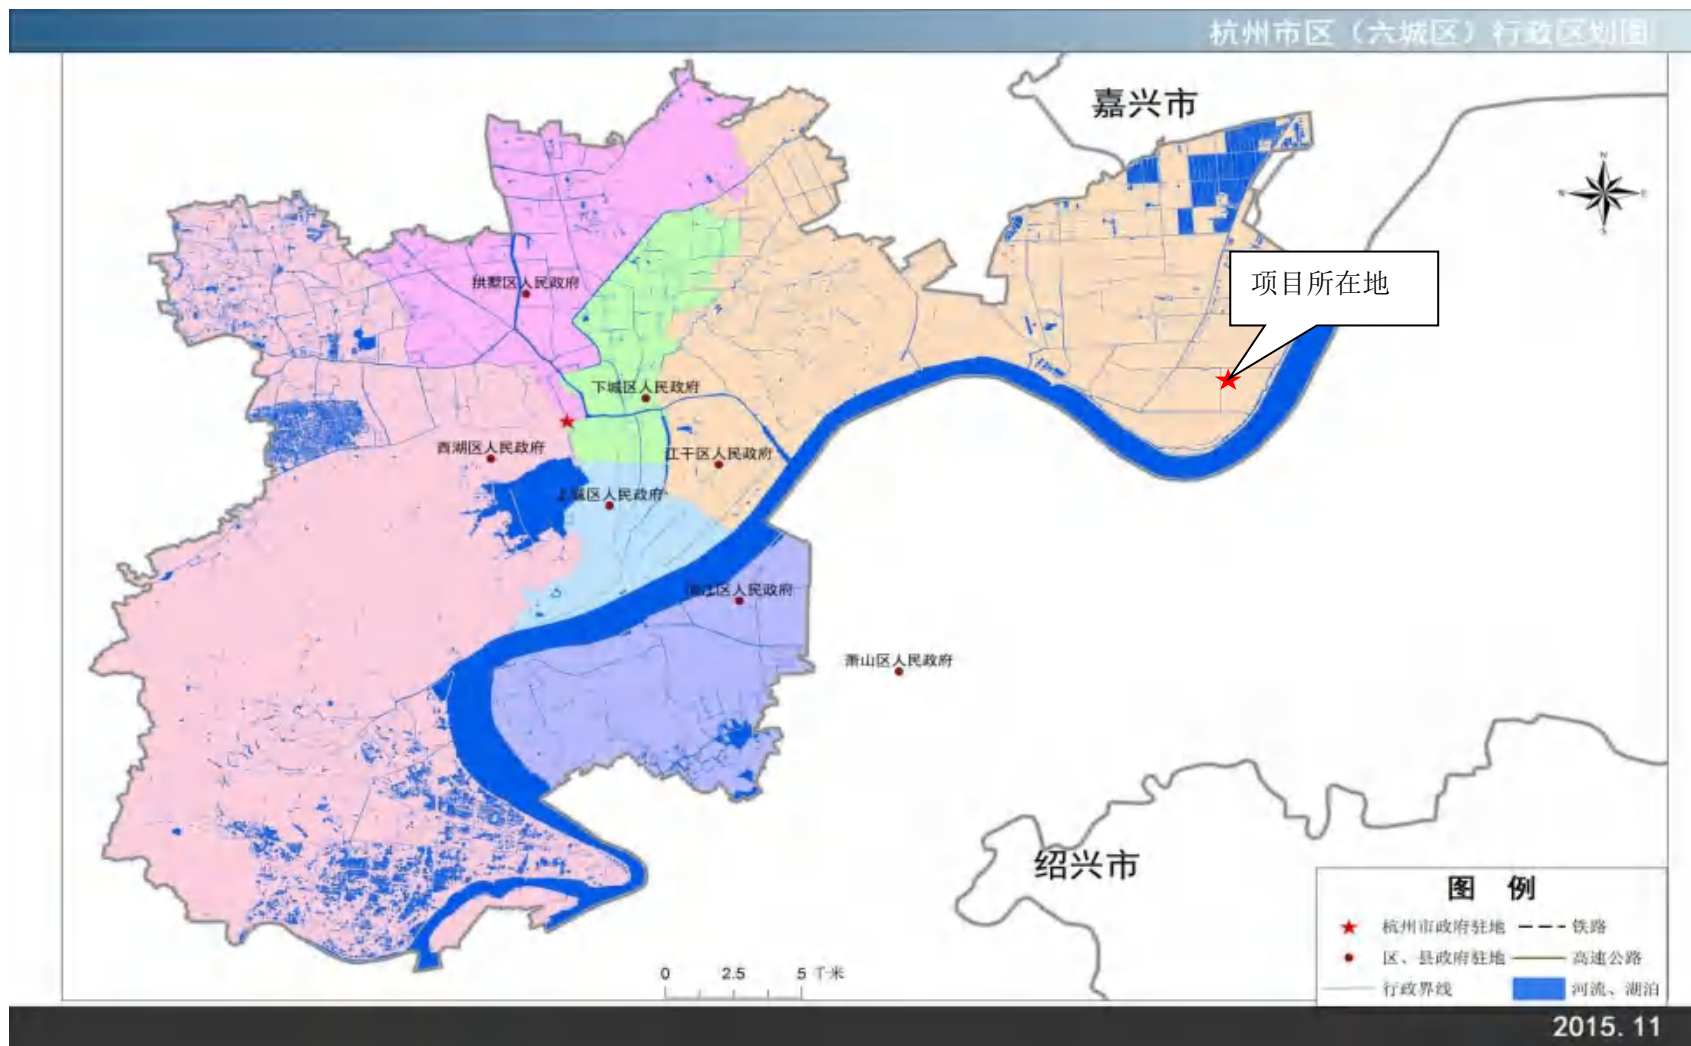 杭州市区（六城区）行政区划图
嘉兴市
N
项目所在地
拱墅区人民政府
下城区人民政府
西湖区人民政府
江干区人民政府
上城区人民政府
滨江区人民政府
萧山区人民政府
绍兴市
图 例
杭州市政府驻地
铁路
区、县政府驻地
高速公路
行政界线
河流、湖泊
0 2.5 5 千米
2015.11